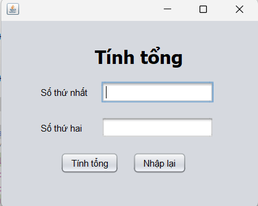 Tính tổng
Số thứ nhất
Số thứ hai
Tính tổng
Nhập lại